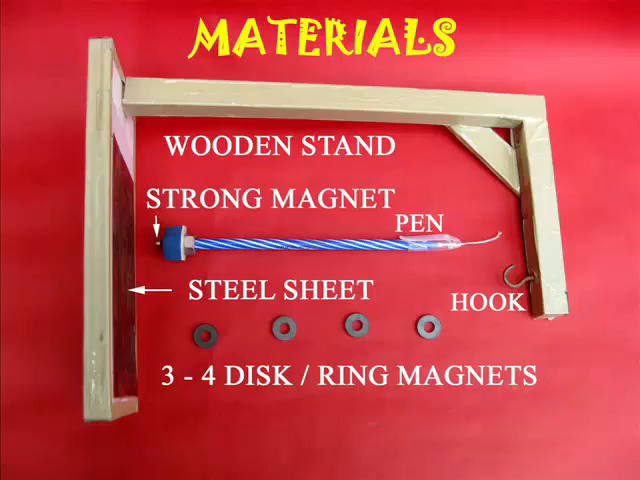 MATERIALS
WOODEN STAND
STRONG MAGNET
PEN
STEEL SHEET
HOOK
3 - 4 DISK / RING MAGNETS